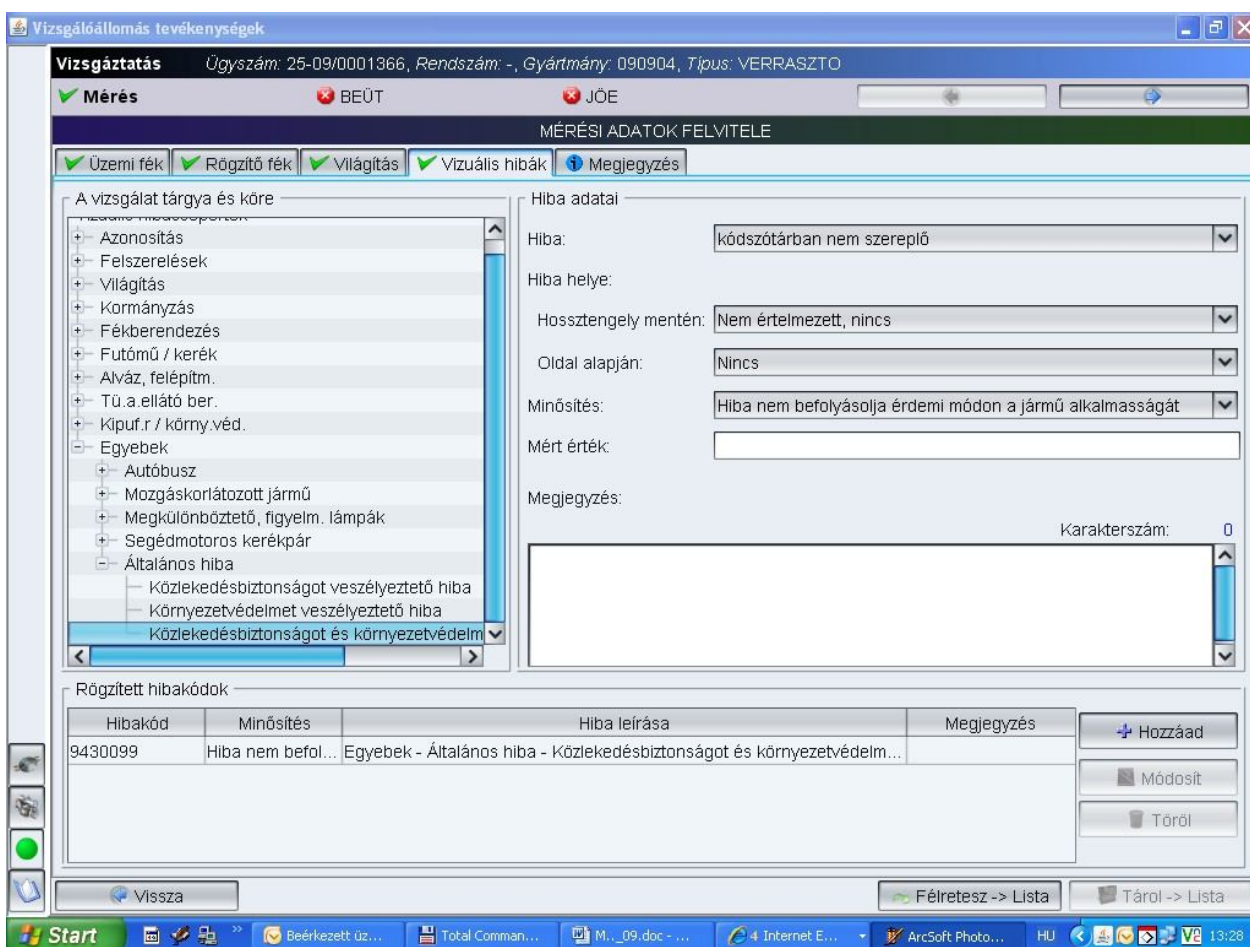 Vizsgálóállomás tevékenységek
Vizsgáztatás Ügyszám: 25-09/0001366, Rendszám: -, Gyártmány: 090904, Típus: VERRASZTO
Mérés BEÜT JÖE
MÉRÉSI ADATOK FELVITELE
Üzemi fék Rögzítő fék Világítás Vizuális hibák Megjegyzés
A vizsgálat tárgya és köre
Azonosítás
Felszerelések
Világítás
Kormányzás
Fékberendezés
Futómű / kerék
Alváz, felépítm.
Tü.a.ellátó ber.
Kipuf.r / körny.véd.
Egyebek
Autóbusz
Mozgáskorlátozott jármű
Megkülönböztető, figyelm. lámpák
Segédmotoros kerékpár
Általános hiba
Közlekedésbiztonságot veszélyeztető hiba
Környezetvédelmet veszélyeztető hiba
Közlekedésbiztonságot és környezetvédelm
Hiba adatai
Hiba: kódszótárban nem szereplő
Hiba helye:
Hossztengely mentén: Nem értelmezett, nincs
Oldal alapján: Nincs
Minősítés: Hiba nem befolyásolja érdemi módon a jármű alkalmasságát
Mért érték:
Megjegyzés:
Karakterszám: 0
Rögzített hibakódok
Hibakód Minősítés Hiba leírása Megjegyzés
9430099 Hiba nem befol... Egyebek - Általános hiba - Közlekedésbiztonságot és környezetvédelm...
Hozzáad
Módosít
Töröl
Vissza Félretesz -> Lista Tárol -> Lista
Start Beérkezett üz... Total Comman... M.._09.doc - ... 4 Internet E... ArcSoft Photo... HU 13:28